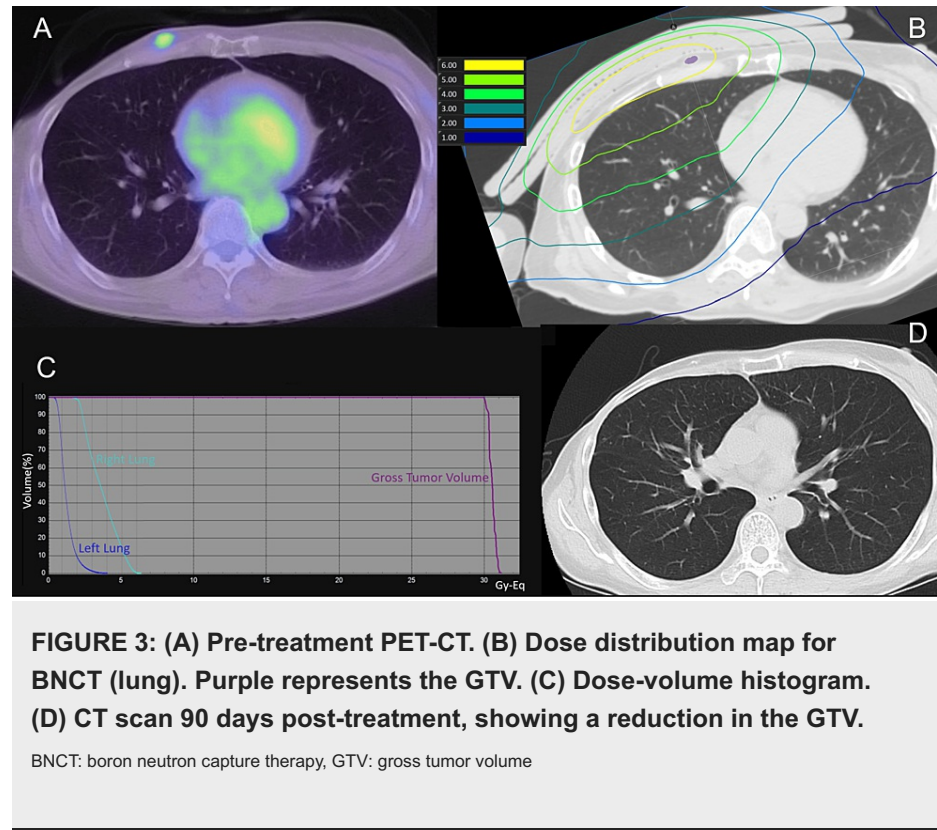 A
B
6.00
5.00
4.00
3.00
2.00
1.00
C
D
Volume(%)
100
90
80
70
60
50
40
30
20
10
0
Right Lung
Gross Tumor Volume
Left Lung
0 5 10 15 20 25 30 Gy-Eq
FIGURE 3: (A) Pre-treatment PET-CT. (B) Dose distribution map for
BNCT (lung). Purple represents the GTV. (C) Dose-volume histogram.
(D) CT scan 90 days post-treatment, showing a reduction in the GTV.
BNCT: boron neutron capture therapy, GTV: gross tumor volume